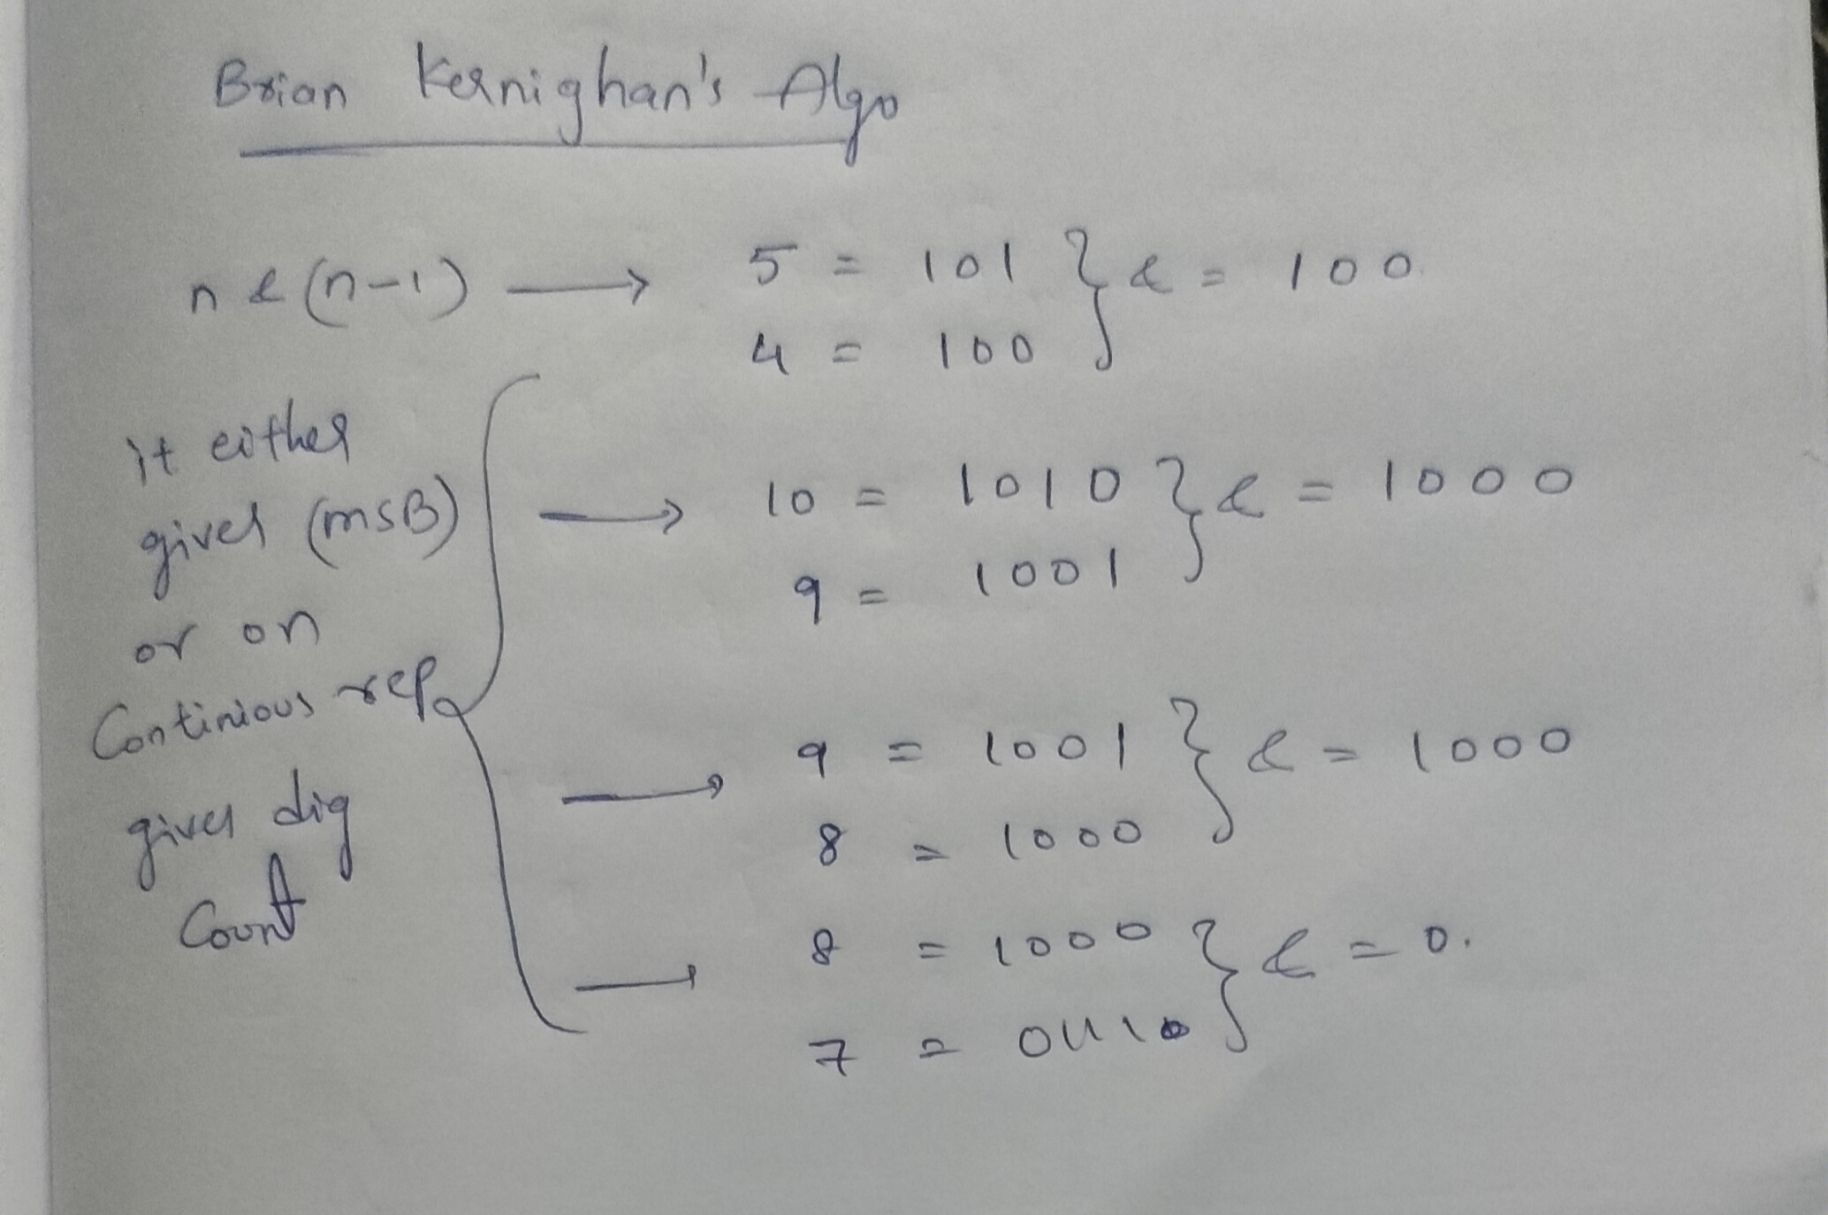 Brian Kernighan's Algo
n & (n-1) → 5 = 101 } & = 100
4 = 100
it either
gives (MSB)
→ 10 = 1010 } & = 1000
9 = 1001
or on
Continious rep
gives dig
Count
→ 9 = 1001 } & = 1000
8 = 1000
→ 8 = 1000 } & = 0.
7 =